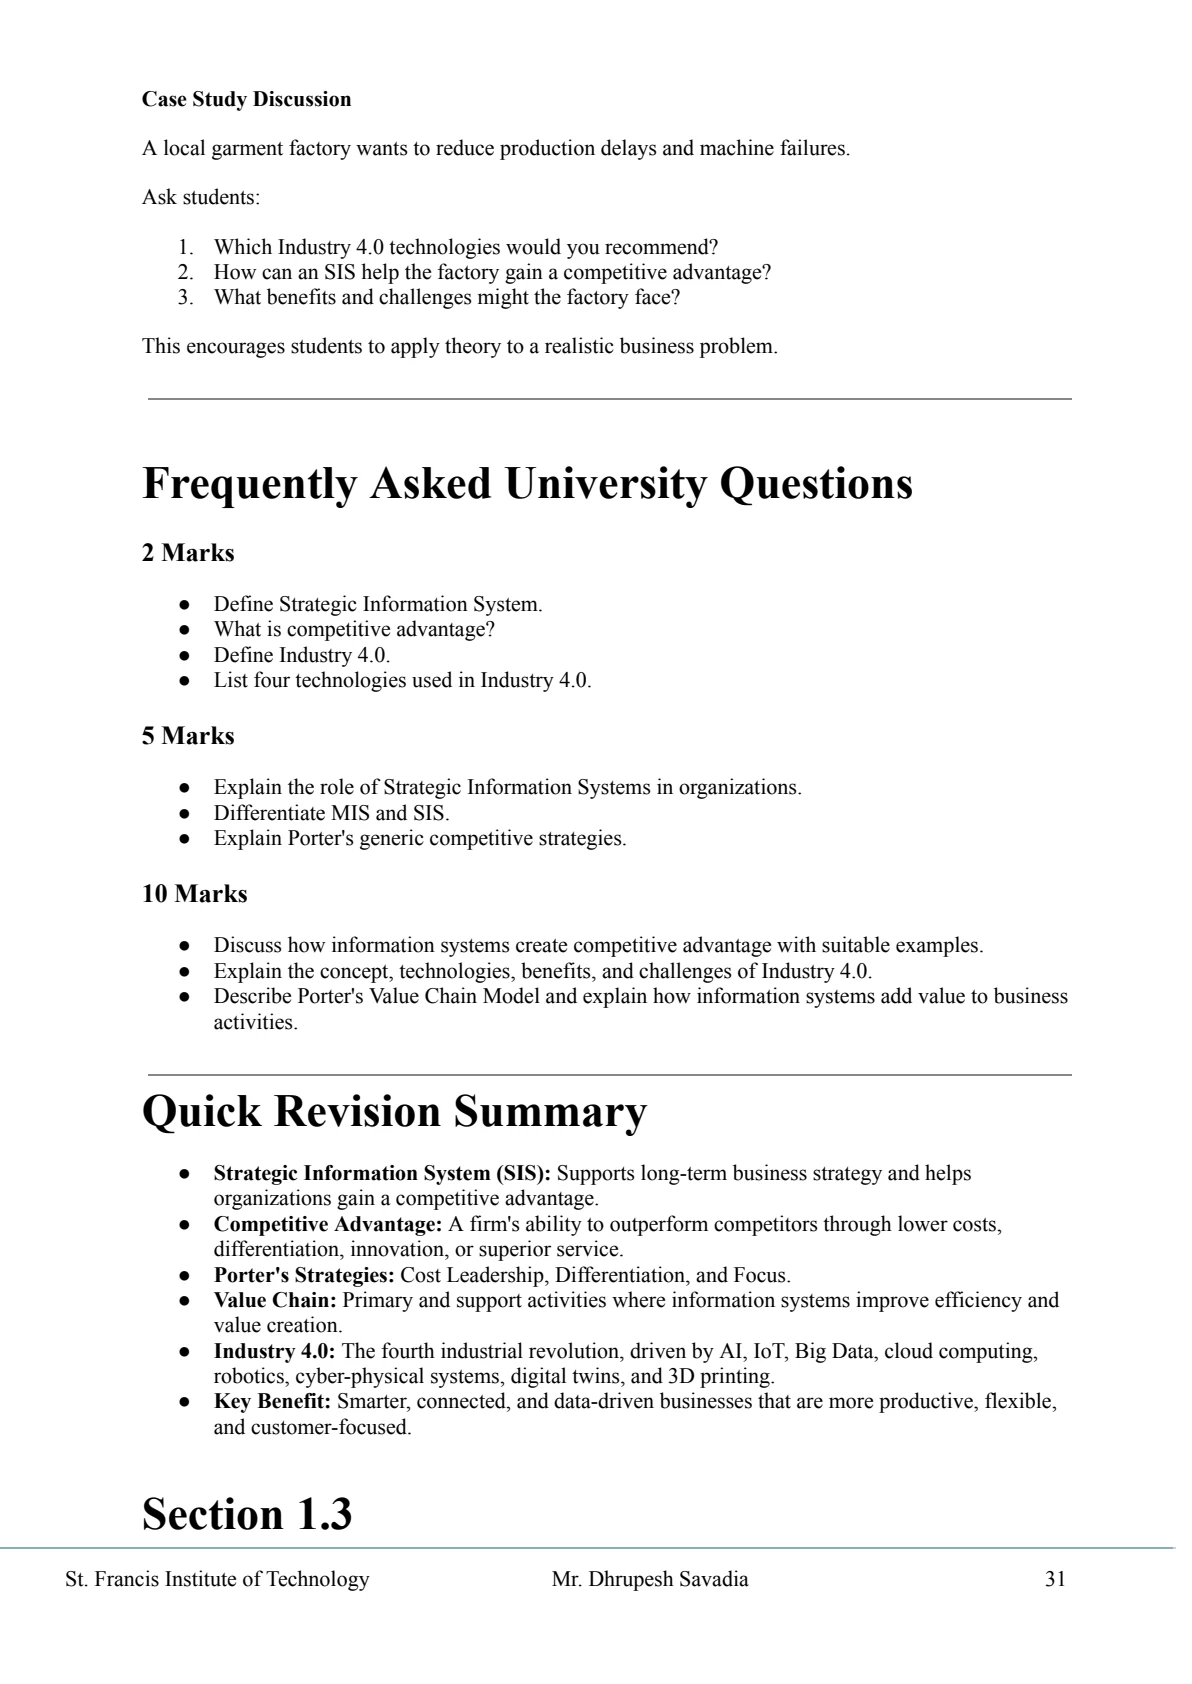 Case Study Discussion
A local garment factory wants to reduce production delays and machine failures.
Ask students:
1. Which Industry 4.0 technologies would you recommend?
2. How can an SIS help the factory gain a competitive advantage?
3. What benefits and challenges might the factory face?
This encourages students to apply theory to a realistic business problem.
Frequently Asked University Questions
2 Marks
● Define Strategic Information System.
● What is competitive advantage?
● Define Industry 4.0.
● List four technologies used in Industry 4.0.
5 Marks
● Explain the role of Strategic Information Systems in organizations.
● Differentiate MIS and SIS.
● Explain Porter's generic competitive strategies.
10 Marks
● Discuss how information systems create competitive advantage with suitable examples.
● Explain the concept, technologies, benefits, and challenges of Industry 4.0.
● Describe Porter's Value Chain Model and explain how information systems add value to business
activities.
Quick Revision Summary
● Strategic Information System (SIS): Supports long-term business strategy and helps
organizations gain a competitive advantage.
● Competitive Advantage: A firm's ability to outperform competitors through lower costs,
differentiation, innovation, or superior service.
● Porter's Strategies: Cost Leadership, Differentiation, and Focus.
● Value Chain: Primary and support activities where information systems improve efficiency and
value creation.
● Industry 4.0: The fourth industrial revolution, driven by AI, IoT, Big Data, cloud computing,
robotics, cyber-physical systems, digital twins, and 3D printing.
● Key Benefit: Smarter, connected, and data-driven businesses that are more productive, flexible,
and customer-focused.
Section 1.3
St. Francis Institute of Technology Mr. Dhrupesh Savadia 31